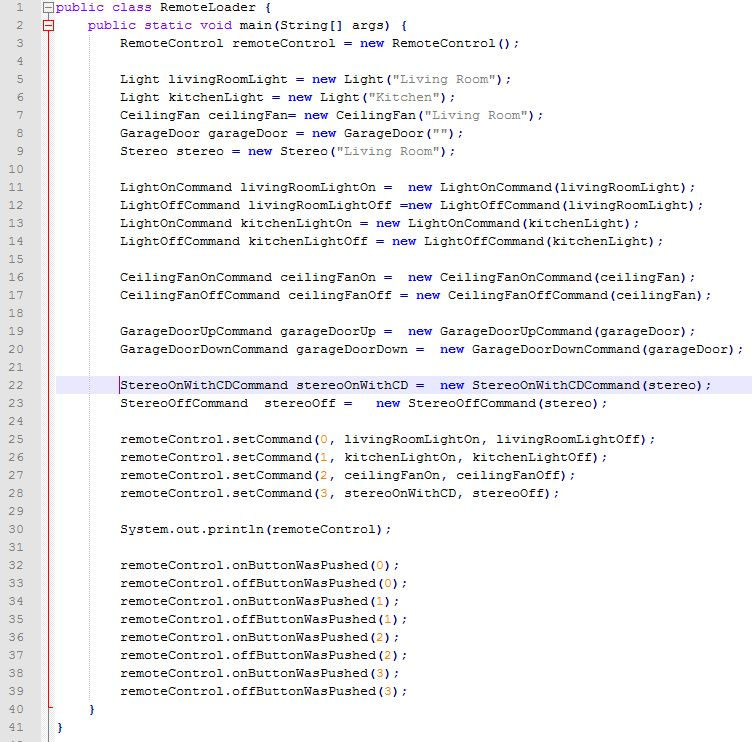 1 public class RemoteLoader {
2     public static void main(String[] args) {
3         RemoteControl remoteControl = new RemoteControl();
4
5         Light livingRoomLight = new Light("Living Room");
6         Light kitchenLight = new Light("Kitchen");
7         CeilingFan ceilingFan= new CeilingFan("Living Room");
8         GarageDoor garageDoor = new GarageDoor("");
9         Stereo stereo = new Stereo("Living Room");
10
11         LightOnCommand livingRoomLightOn =  new LightOnCommand(livingRoomLight);
12         LightOffCommand livingRoomLightOff =new LightOffCommand(livingRoomLight);
13         LightOnCommand kitchenLightOn = new LightOnCommand(kitchenLight);
14         LightOffCommand kitchenLightOff = new LightOffCommand(kitchenLight);
15
16         CeilingFanOnCommand ceilingFanOn =  new CeilingFanOnCommand(ceilingFan);
17         CeilingFanOffCommand ceilingFanOff = new CeilingFanOffCommand(ceilingFan);
18
19         GarageDoorUpCommand garageDoorUp =  new GarageDoorUpCommand(garageDoor);
20         GarageDoorDownCommand garageDoorDown =  new GarageDoorDownCommand(garageDoor);
21
22         StereoOnWithCDCommand stereoOnWithCD =  new StereoOnWithCDCommand(stereo);
23         StereoOffCommand  stereoOff =   new StereoOffCommand(stereo);
24
25         remoteControl.setCommand(0, livingRoomLightOn, livingRoomLightOff);
26         remoteControl.setCommand(1, kitchenLightOn, kitchenLightOff);
27         remoteControl.setCommand(2, ceilingFanOn, ceilingFanOff);
28         remoteControl.setCommand(3, stereoOnWithCD, stereoOff);
29
30         System.out.println(remoteControl);
31
32         remoteControl.onButtonWasPushed(0);
33         remoteControl.offButtonWasPushed(0);
34         remoteControl.onButtonWasPushed(1);
35         remoteControl.offButtonWasPushed(1);
36         remoteControl.onButtonWasPushed(2);
37         remoteControl.offButtonWasPushed(2);
38         remoteControl.onButtonWasPushed(3);
39         remoteControl.offButtonWasPushed(3);
40     }
41 }